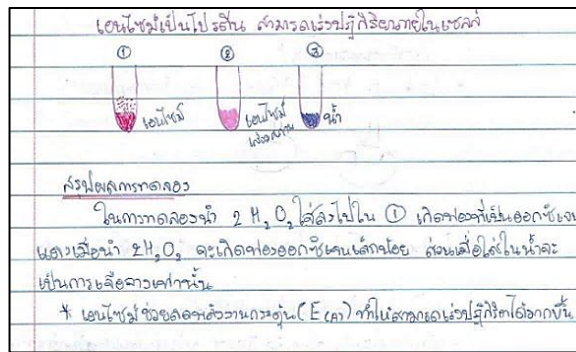 เอนไซม์เป็นโปรตีน สามารถเร่งปฏิกิริยาภายในเซลล์
① ② ③
เอนไซม์ เอนไซม์ น้ำ
สรุปผลการทดลอง
ในการทดลองนำ 2 H₂O₂ ใส่ลงไปใน ① เกิดฟองที่เป็นออกซิเจน
และเมื่อนำ 2H₂O₂ จะเกิดฟองออกซิเจนเล็กน้อย ส่วนเมื่อใส่ในน้ำจะ
เป็นการเจือจางเท่านั้น
* เอนไซม์ช่วยลดพลังงานกระตุ้น (E(A)) ทำให้สามารถเร่งปฏิกิริยาได้มากขึ้น